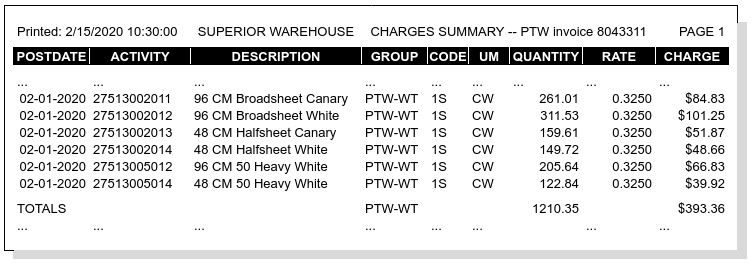 Printed: 2/15/2020 10:30:00 SUPERIOR WAREHOUSE CHARGES SUMMARY -- PTW invoice 8043311 PAGE 1
POSTDATE ACTIVITY DESCRIPTION GROUP CODE UM QUANTITY RATE CHARGE
... ... ... ... ... ... ... ... ...
02-01-2020 27513002011 96 CM Broadsheet Canary PTW-WT 1S CW 261.01 0.3250 $84.83
02-01-2020 27513002012 96 CM Broadsheet White PTW-WT 1S CW 311.53 0.3250 $101.25
02-01-2020 27513002013 48 CM Halfsheet Canary PTW-WT 1S CW 159.61 0.3250 $51.87
02-01-2020 27513002014 48 CM Halfsheet White PTW-WT 1S CW 149.72 0.3250 $48.66
02-01-2020 27513005012 96 CM 50 Heavy White PTW-WT 1S CW 205.64 0.3250 $66.83
02-01-2020 27513005014 48 CM 50 Heavy White PTW-WT 1S CW 122.84 0.3250 $39.92
TOTALS PTW-WT 1210.35 $393.36
... ... ... ... ... ... ... ...